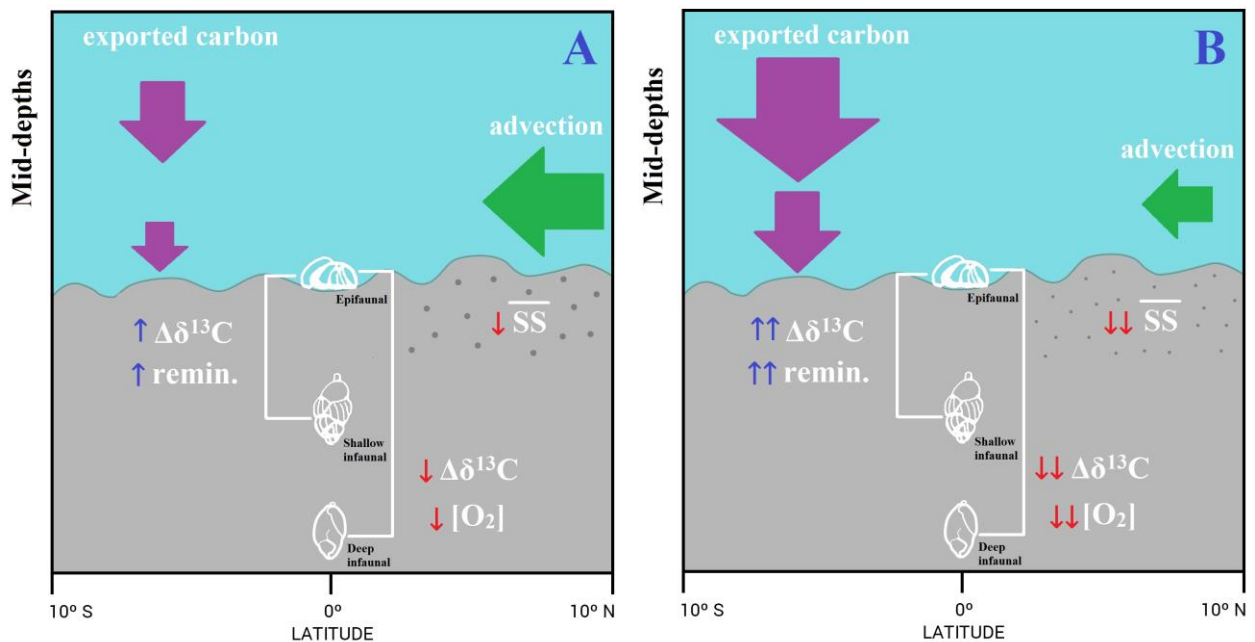 exported carbon
A
Mid-depths
advection
Epifaunal
↓ SS
↑ Δδ¹³C
↑ remin.
Shallow
infaunal
↓ Δδ¹³C
↓ [O₂]
Deep
infaunal
10º S
0º
10º N
LATITUDE
exported carbon
B
Mid-depths
advection
Epifaunal
↓↓ SS
↑↑ Δδ¹³C
↑↑ remin.
Shallow
infaunal
↓↓ Δδ¹³C
↓↓ [O₂]
Deep
infaunal
10º S
0º
10º N
LATITUDE